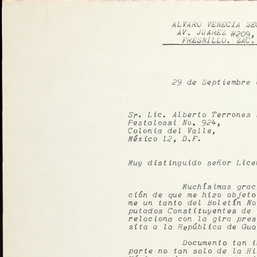 ALVARO VENECIA
AV. JUAREZ #209,
FRESNILLO, ZAC.
29 de Septiembre
Sr. Lic. Alberto Terrones
Pestalossi No. 924,
Colonia del Valle,
México 12, D.F.
Muy distinguido señor Lice
Muchísimas grac
ción de que me hizo objeto
me un tanto del Boletín No
putados Constituyentes de
relaciona con la gira pres
sita a la República de Gua
Documento tan i
parte no tan solo de la Hi